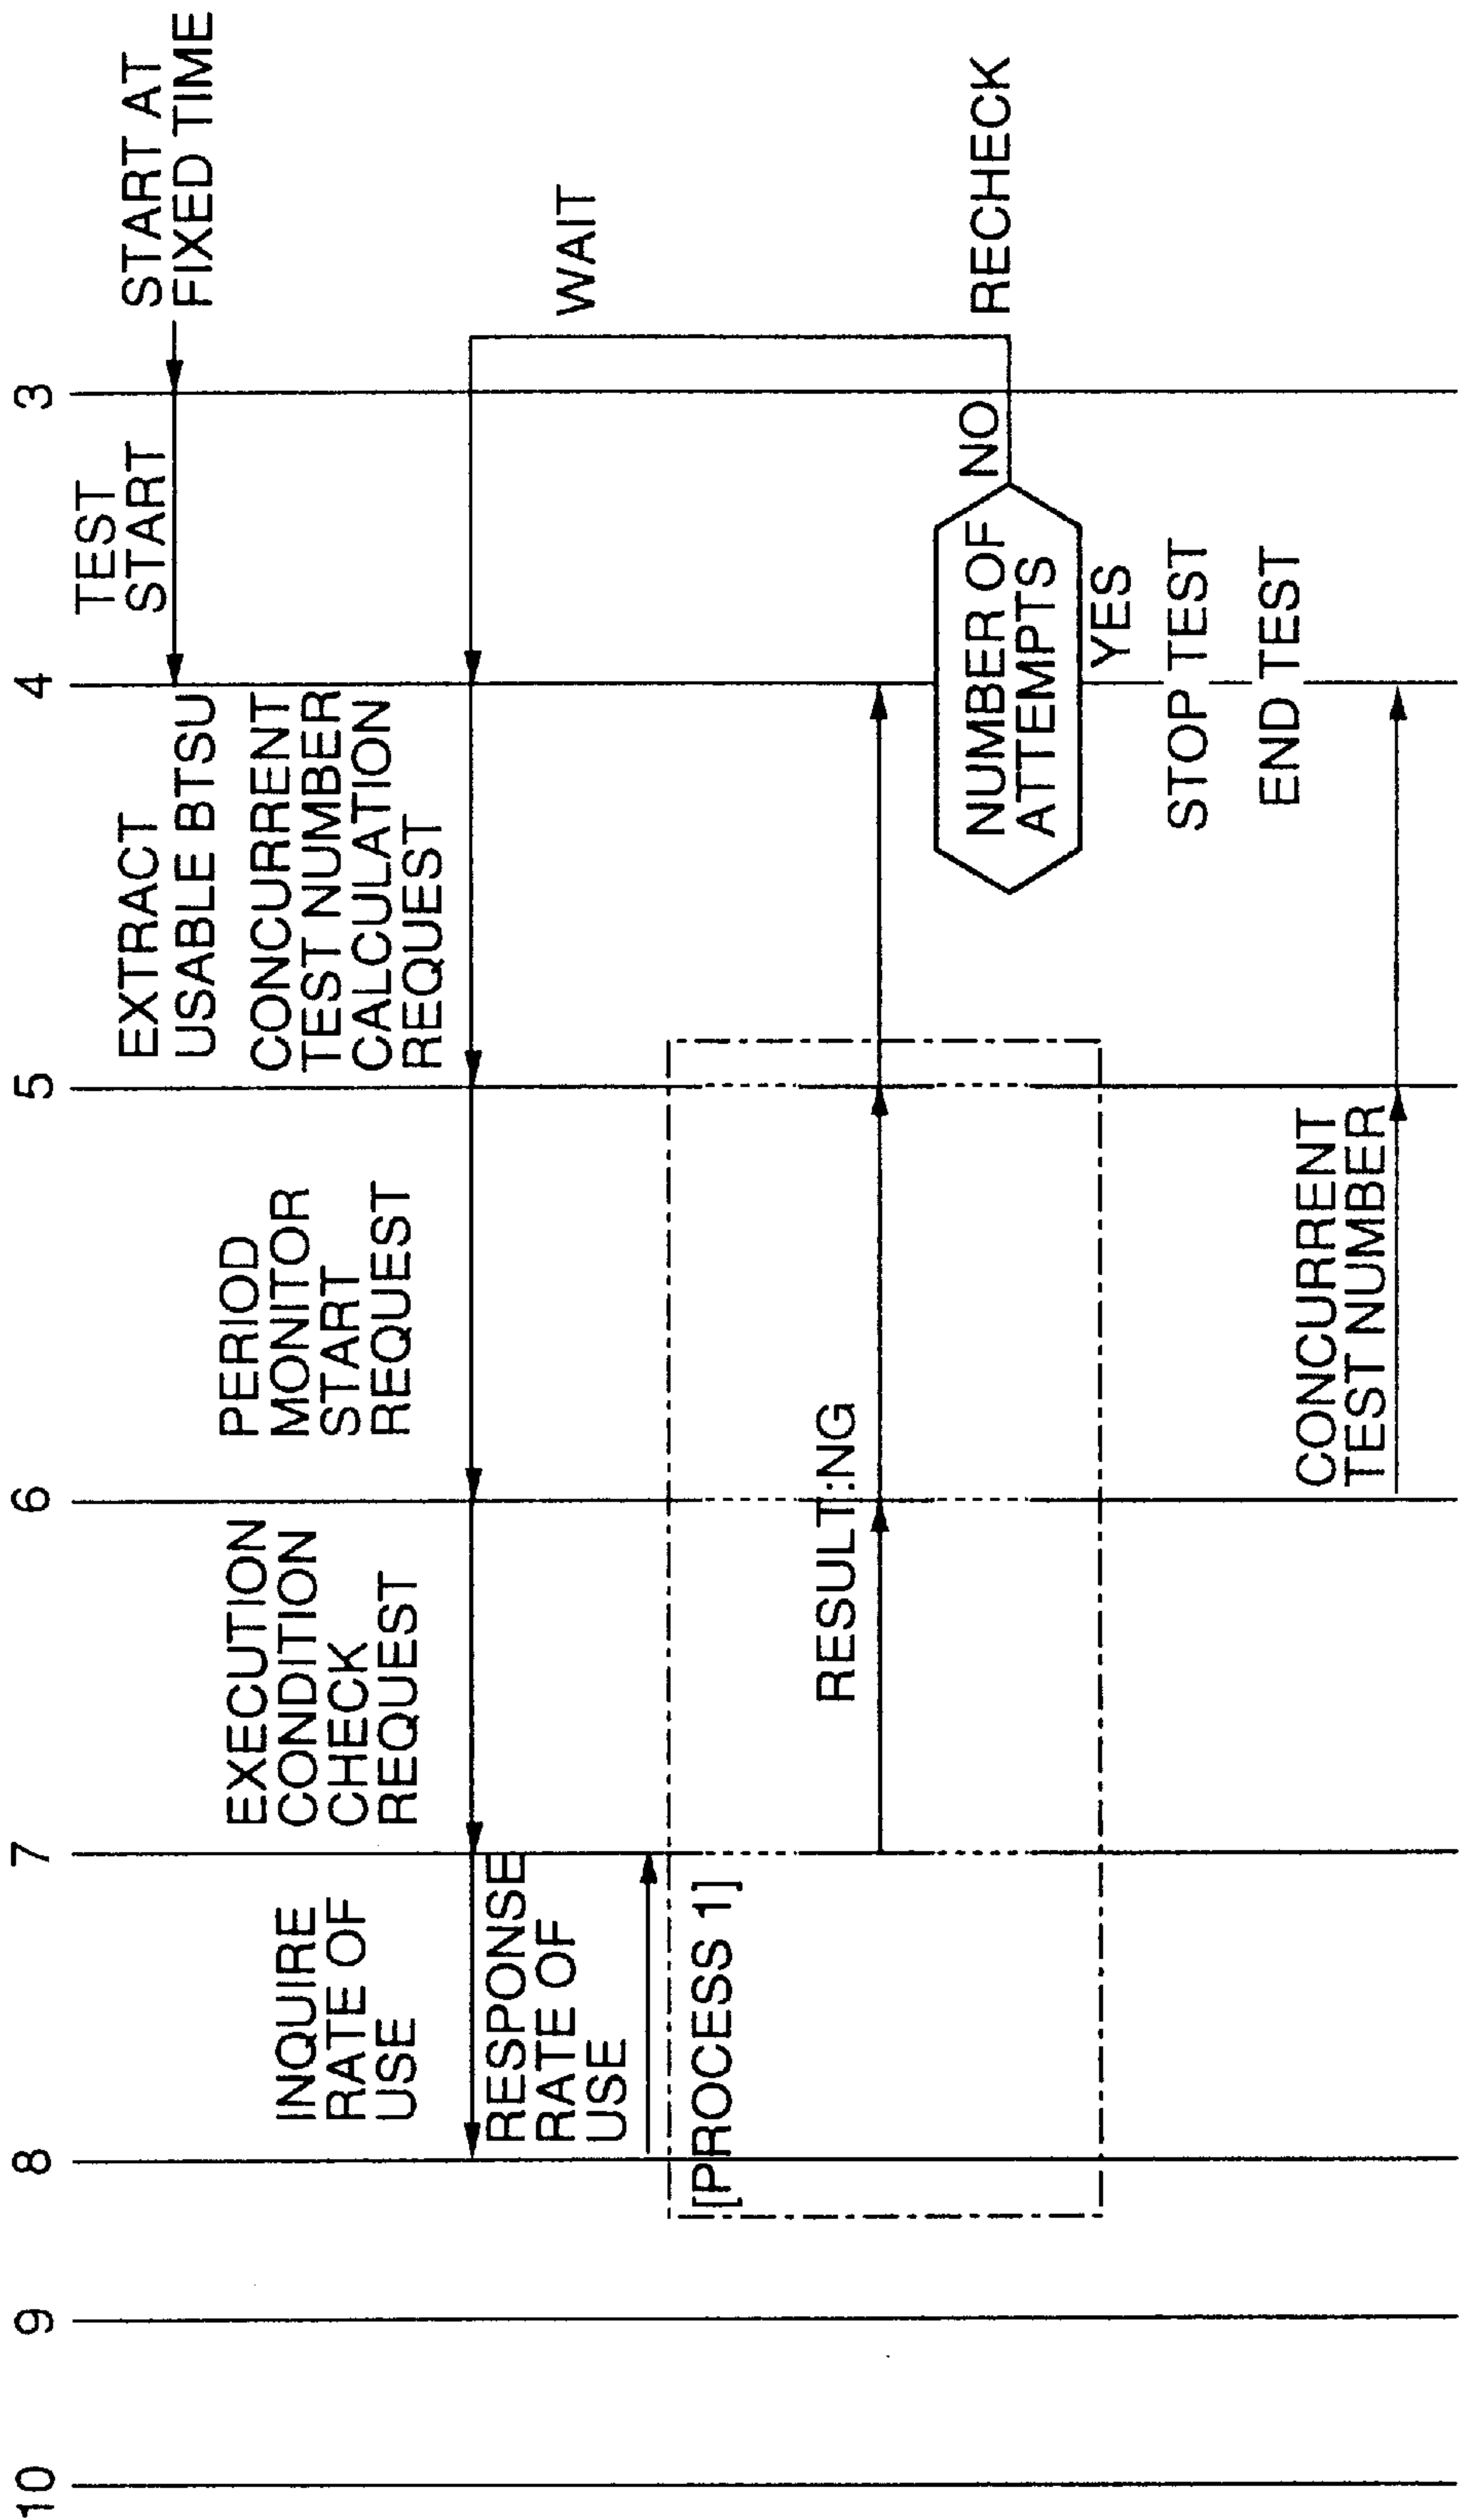 10
9
8
7
6
5
4
3
TEST
START
START AT
FIXED TIME
EXTRACT
USABLE BTSU
CONCURRENT
TEST NUMBER
CALCULATION
REQUEST
PERIOD
MONITOR
START
REQUEST
EXECUTION
CONDITION
CHECK
REQUEST
INQUIRE
RATE OF
USE
RESPONSE
RATE OF
USE
WAIT
[PROCESS 1]
RESULT:NG
NUMBER OF
ATTEMPTS
NO
RECHECK
YES
STOP TEST
END TEST
CONCURRENT
TEST NUMBER